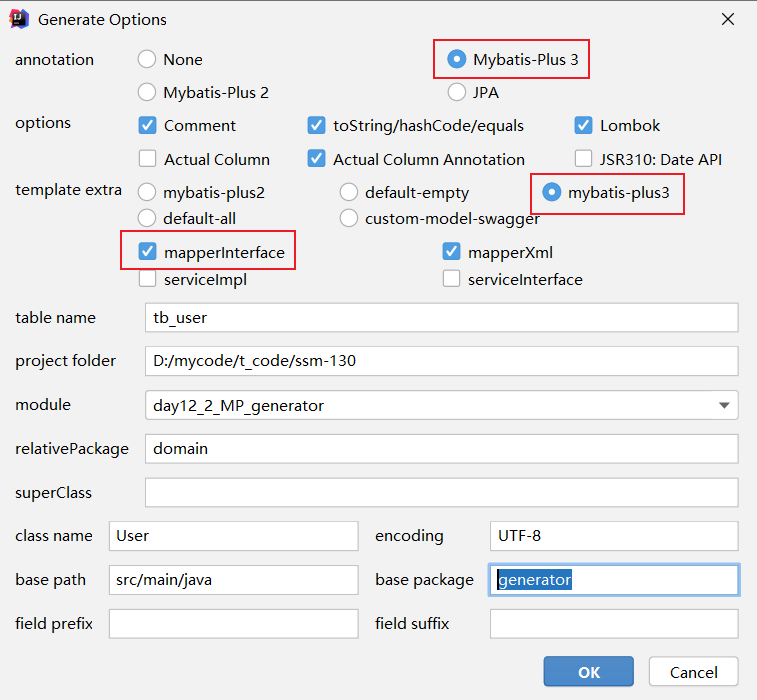 Generate Options
annotation None Mybatis-Plus 3
Mybatis-Plus 2 JPA
options Comment toString/hashCode/equals Lombok
Actual Column Actual Column Annotation JSR310: Date API
template extra mybatis-plus2 default-empty mybatis-plus3
default-all custom-model-swagger
mapperInterface mapperXml
serviceImpl serviceInterface
table name tb_user
project folder D:/mycode/t_code/ssm-130
module day12_2_MP_generator
relativePackage domain
superClass
class name User encoding UTF-8
base path src/main/java base package generator
field prefix field suffix
OK Cancel